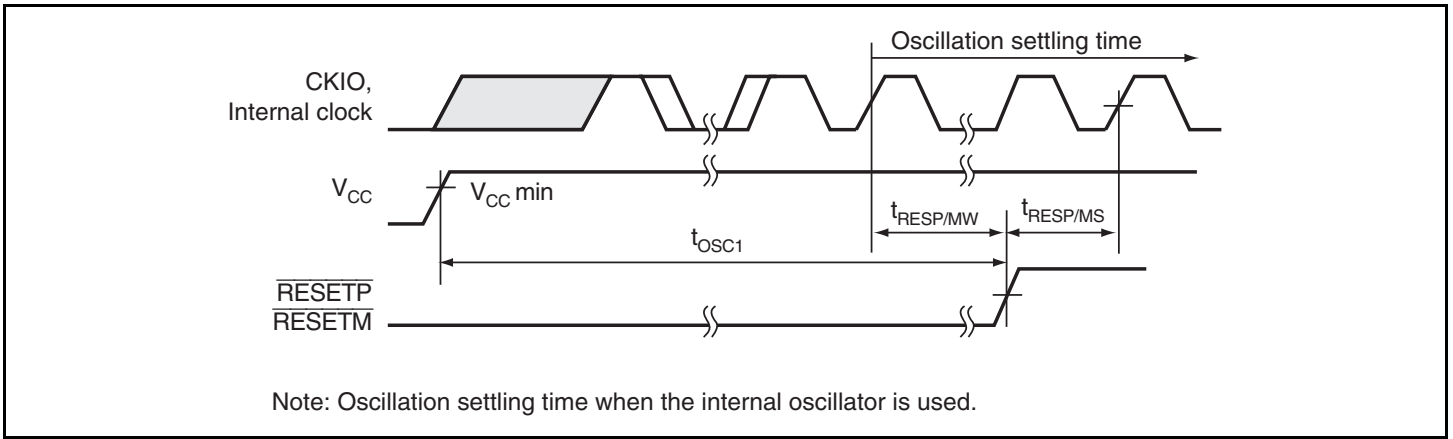 Oscillation settling time
CKIO,
Internal clock
VCC
VCC min
tRESP/MW
tRESP/MS
tOSC1
RESETP
RESETM
Note: Oscillation settling time when the internal oscillator is used.